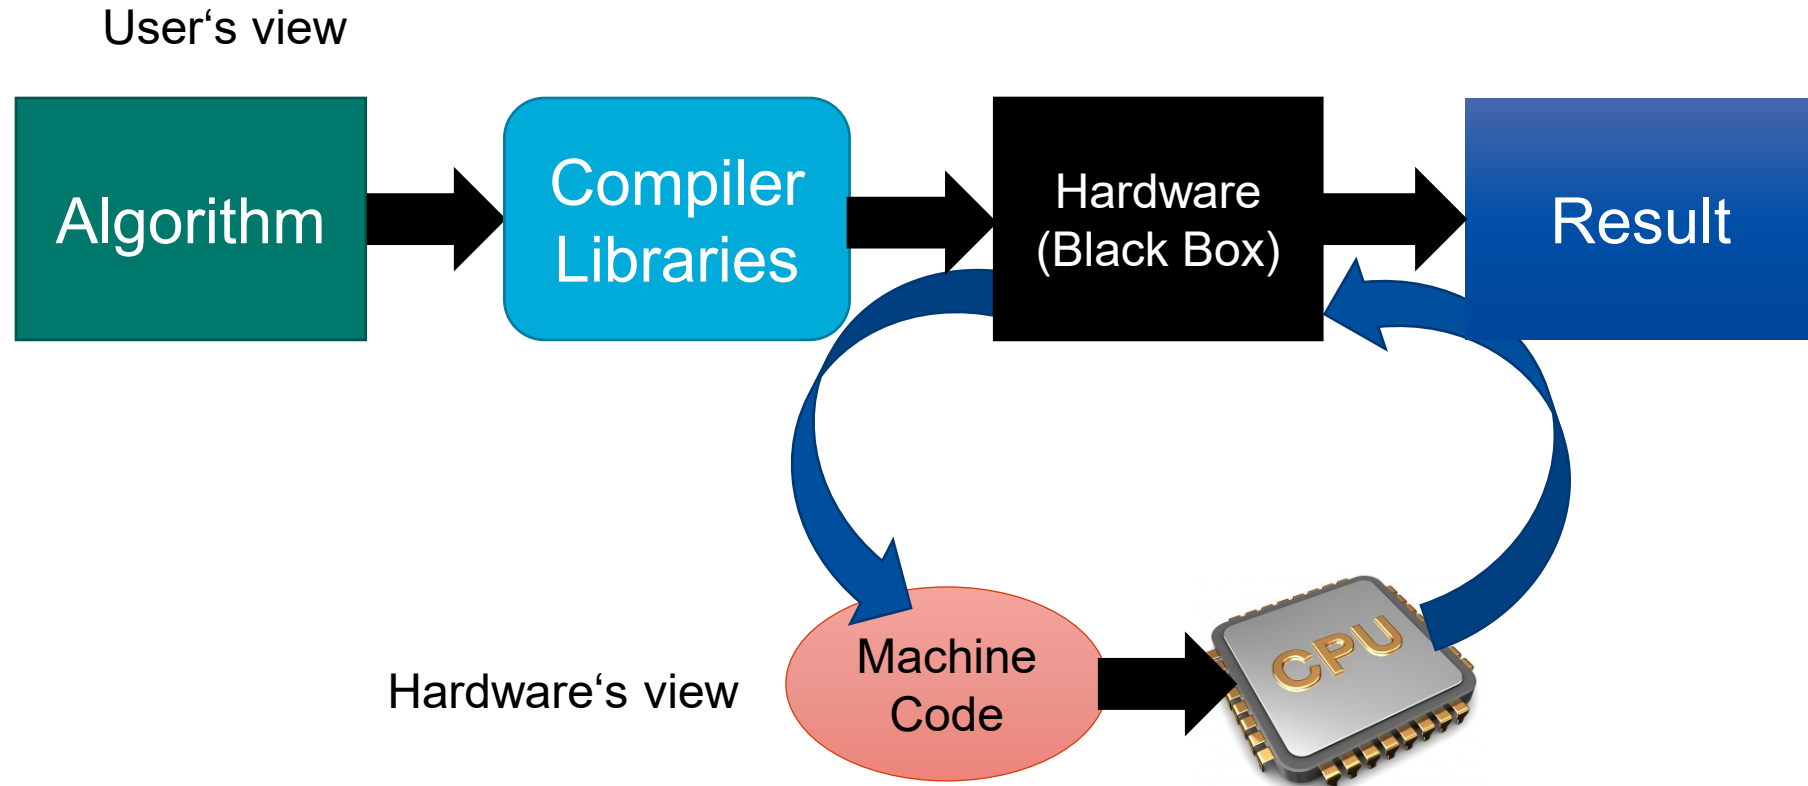 User‘s view
Algorithm
Compiler
Libraries
Hardware
(Black Box)
Result
Hardware‘s view
Machine
Code
CPU